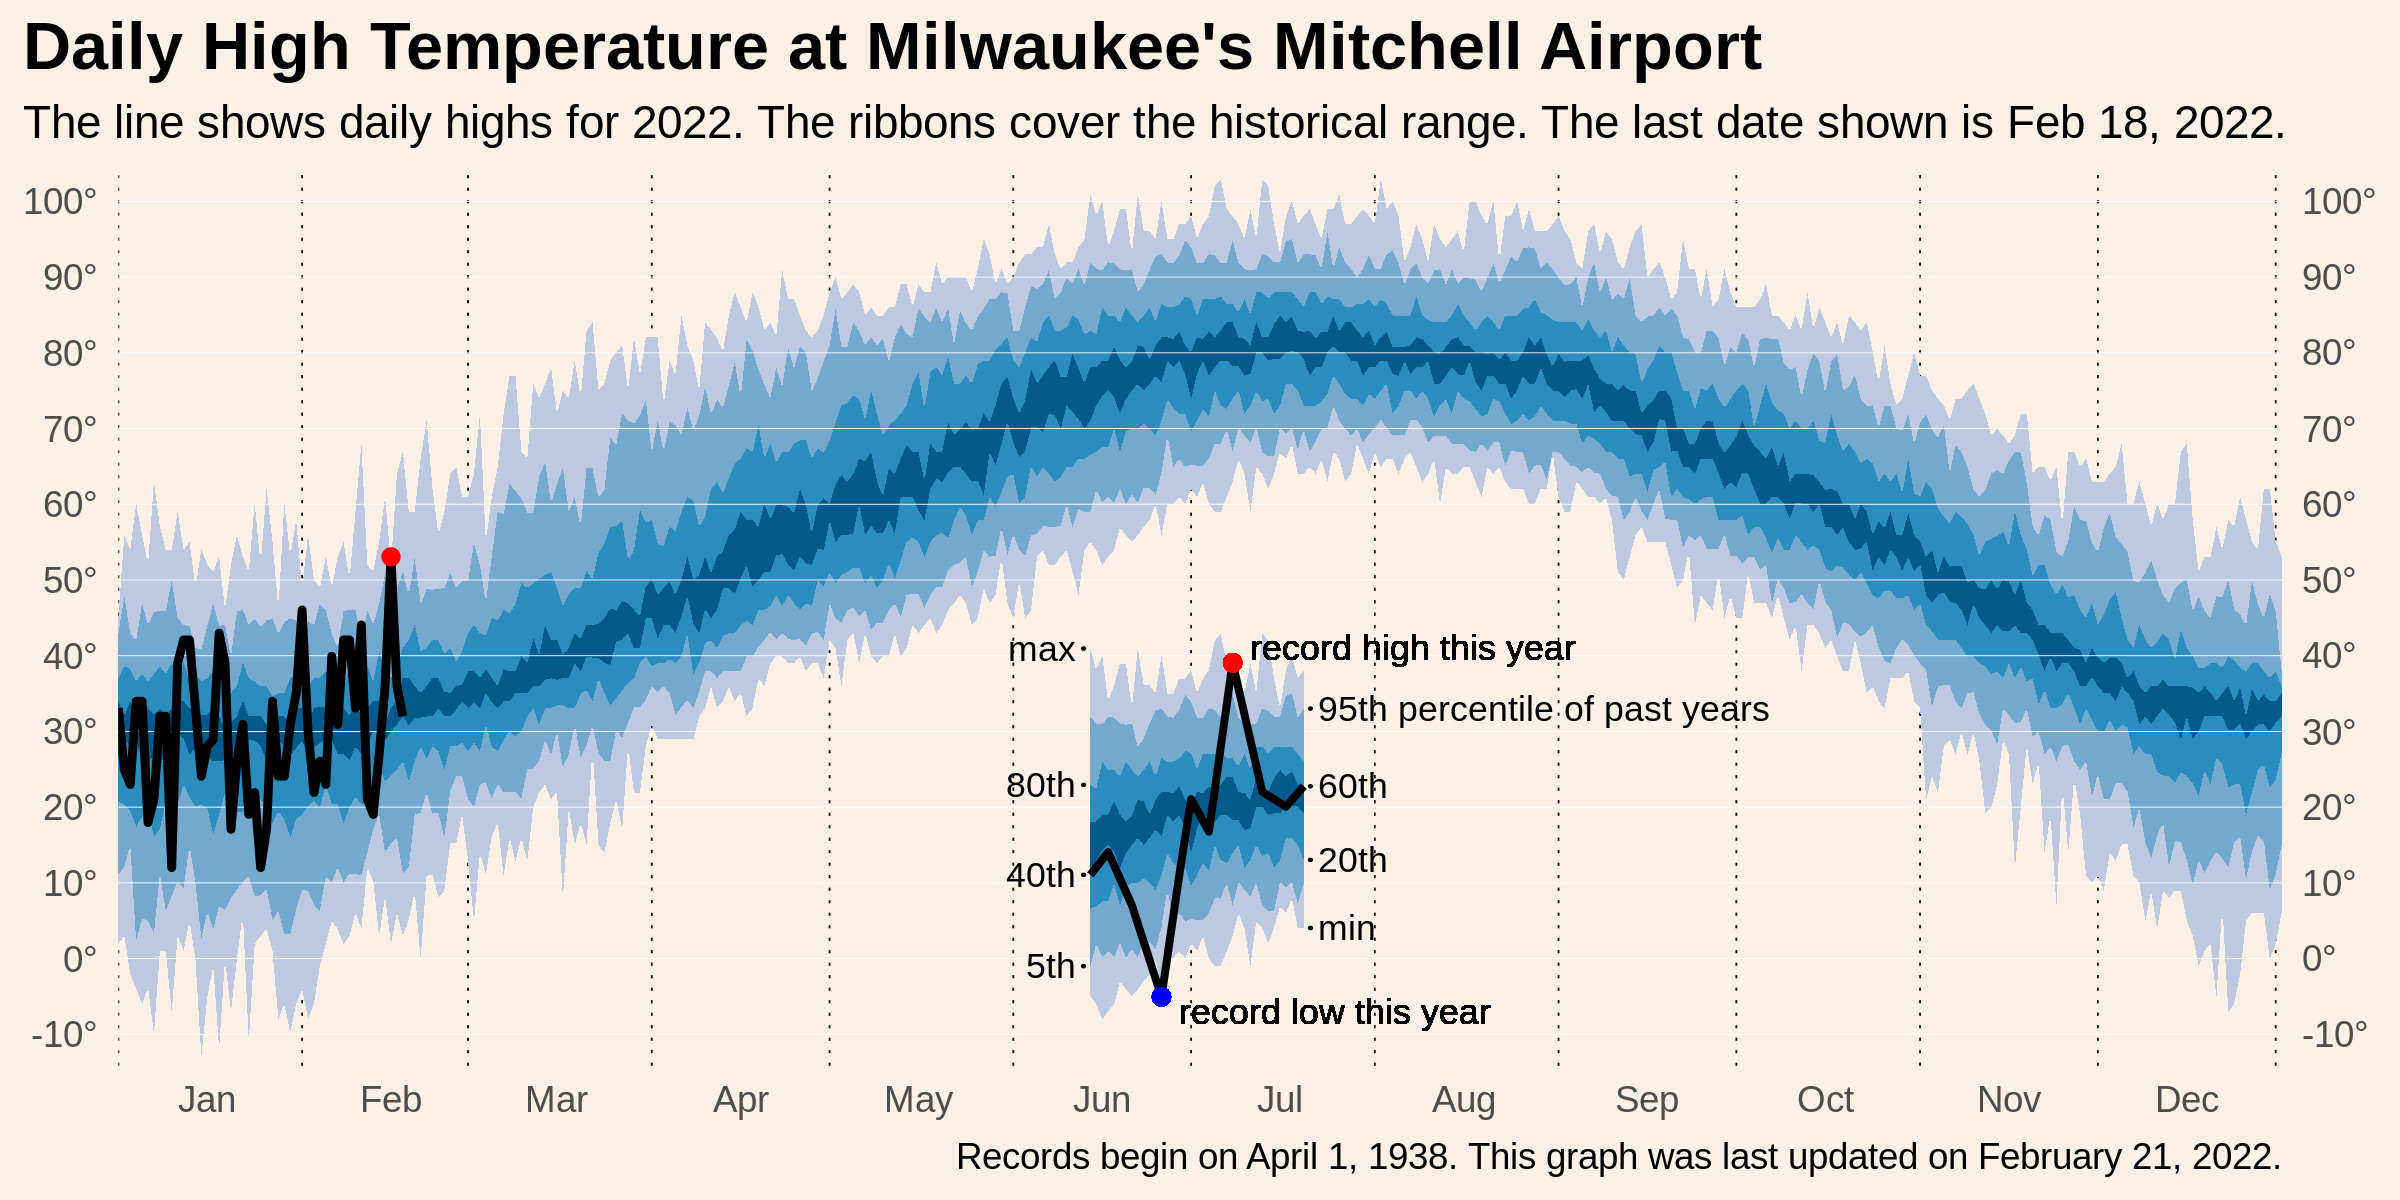 Daily High Temperature at Milwaukee's Mitchell Airport
The line shows daily highs for 2022. The ribbons cover the historical range. The last date shown is Feb 18, 2022.
100° 100°
90° 90°
80° 80°
70° 70°
60° 60°
50° 50°
max record high this year
40° 40°
95th percentile of past years
30° 30°
80th 60th
20° 20°
20th
40th
10° 10°
min
0° 5th 0°
record low this year
-10° -10°
Jan Feb Mar Apr May Jun Jul Aug Sep Oct Nov Dec
Records begin on April 1, 1938. This graph was last updated on February 21, 2022.